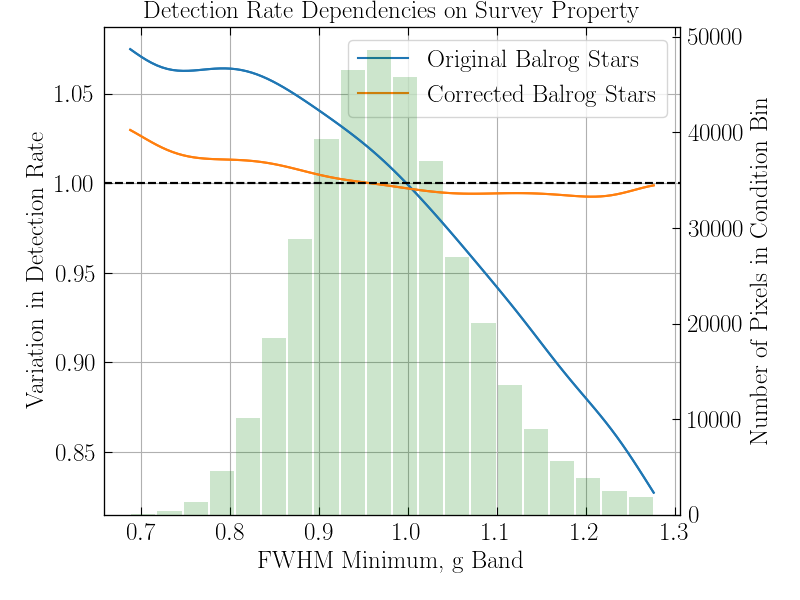 Detection Rate Dependencies on Survey Property
Original Balrog Stars
Corrected Balrog Stars
Variation in Detection Rate
1.05
1.00
0.95
0.90
0.85
50000
40000
30000
20000
10000
0
Number of Pixels in Condition Bin
0.7 0.8 0.9 1.0 1.1 1.2 1.3
FWHM Minimum, g Band